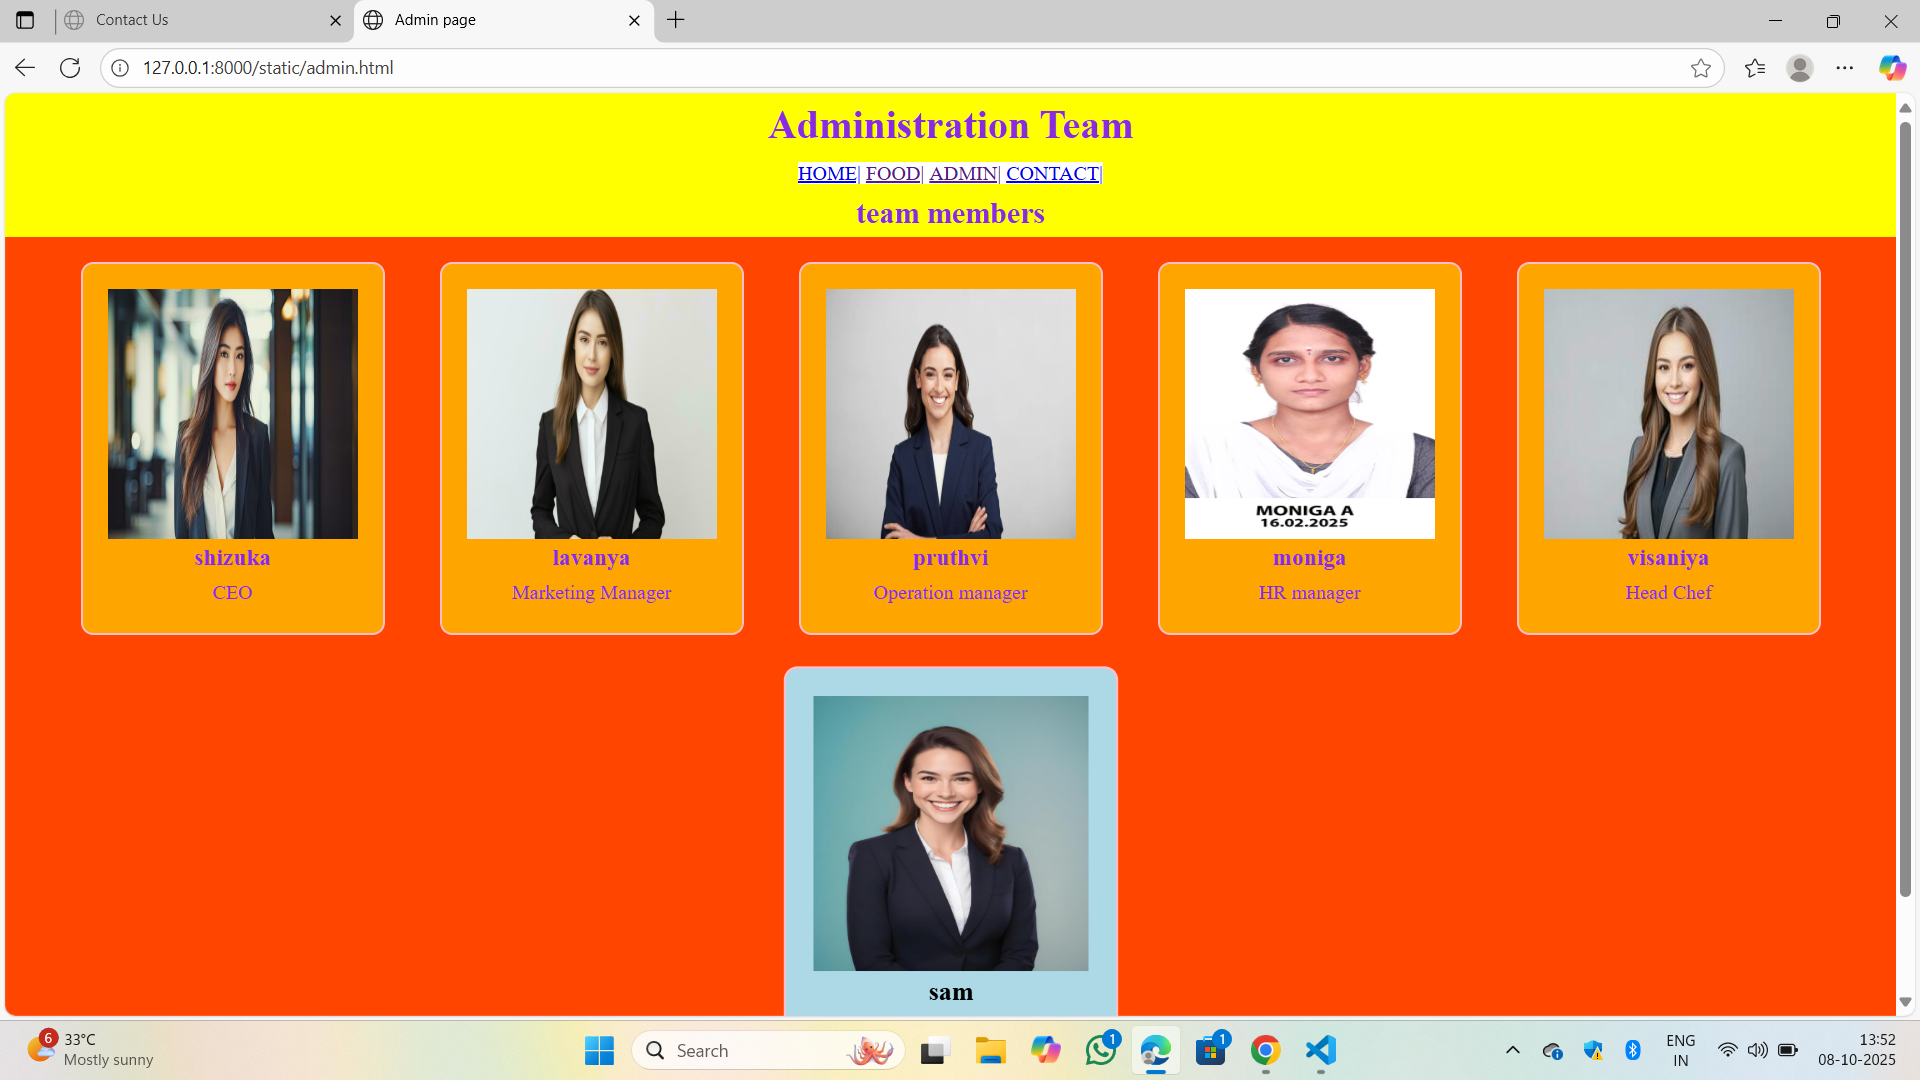 Contact Us
Admin page
127.0.0.1:8000/static/admin.html
Administration Team
HOME| FOOD| ADMIN| CONTACT|
team members
MONIGA A
16.02.2025
shizuka
CEO
lavanya
Marketing Manager
pruthvi
Operation manager
moniga
HR manager
visaniya
Head Chef
sam
6
33°C
Mostly sunny
Search
1
1
ENG
IN
13:52
08-10-2025